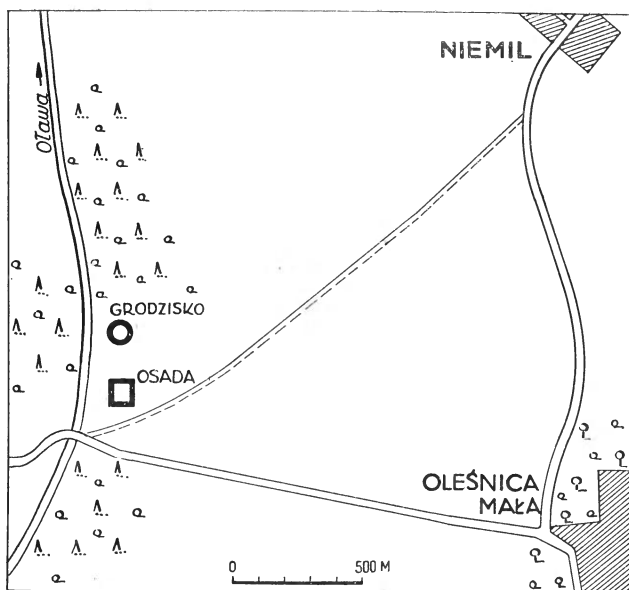 NIEMIL
Oława
GRODZISKO
OSADA
OLEŚNICA
MAŁA
0 500 M